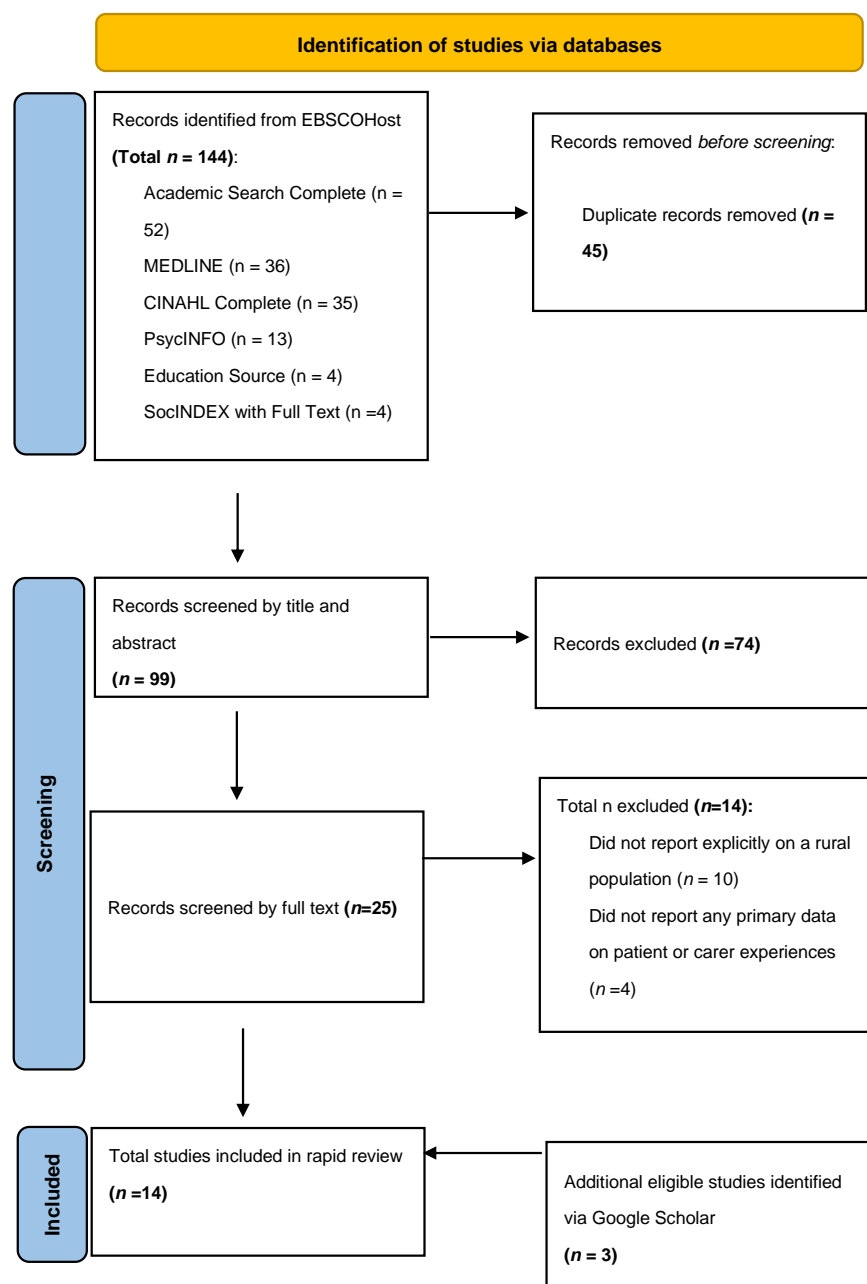 Identification of studies via databases
Records identified from EBSCOHost
(Total n = 144):
Academic Search Complete (n =
52)
MEDLINE (n = 36)
CINAHL Complete (n = 35)
PsycINFO (n = 13)
Education Source (n = 4)
SocINDEX with Full Text (n =4)
Records removed before screening:
Duplicate records removed (n =
45)
Screening
Records screened by title and
abstract
(n = 99)
Records excluded (n =74)
Records screened by full text (n=25)
Total n excluded (n=14):
Did not report explicitly on a rural
population (n = 10)
Did not report any primary data
on patient or carer experiences
(n =4)
Included
Total studies included in rapid review
(n =14)
Additional eligible studies identified
via Google Scholar
(n = 3)